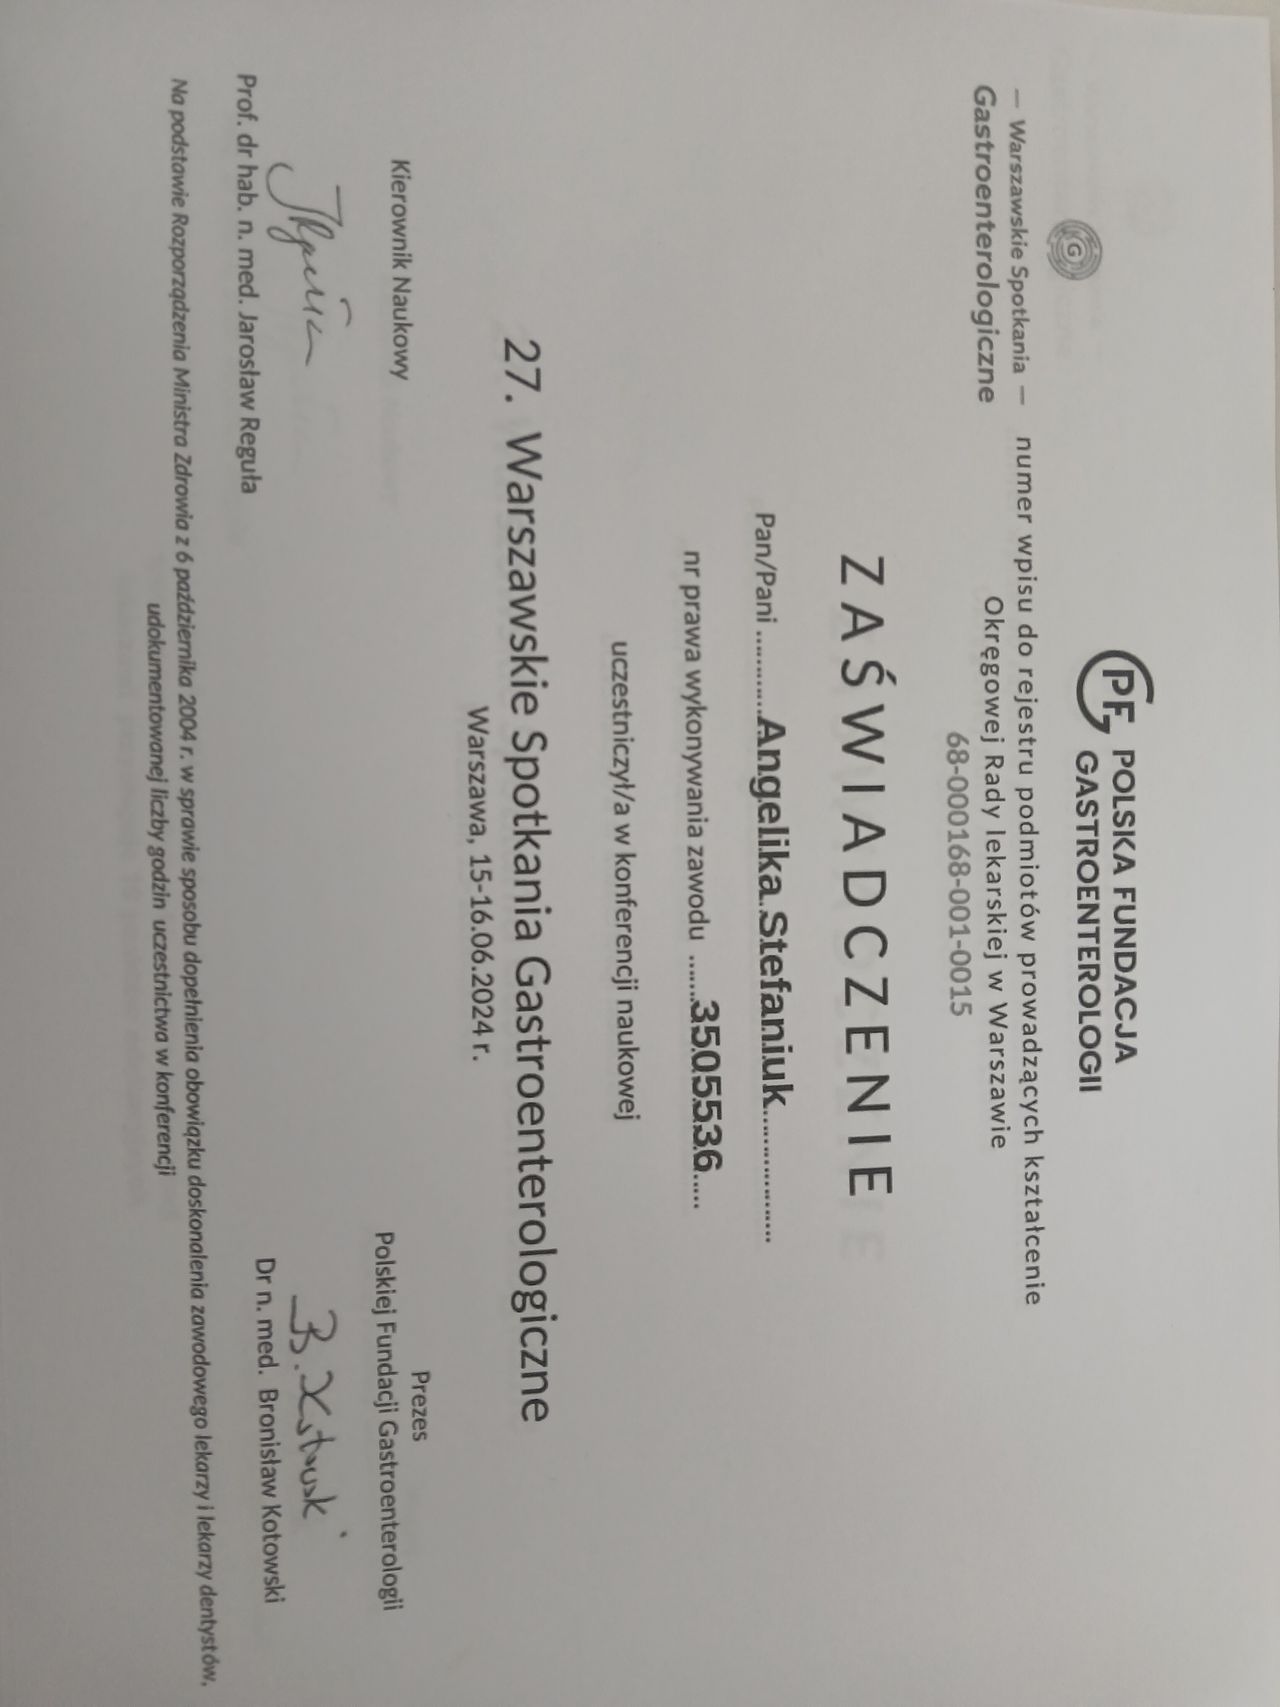 POLSKA FUNDACJA
GASTROENTEROLOGII
G
— Warszawskie Spotkania —
Gastroenterologiczne
numer wpisu do rejestru podmiotów prowadzących kształcenie
Okręgowej Rady lekarskiej w Warszawie
68-000168-001-0015
ZAŚWIADCZENIE
Pan/Pani ...........Angelika Stefaniuk..................
nr prawa wykonywania zawodu ......3505536.....
uczestniczył/a w konferencji naukowej
27. Warszawskie Spotkania Gastroenterologiczne
Warszawa, 15-16.06.2024 r.
Kierownik Naukowy
Prof. dr hab. n. med. Jarosław Reguła
Prezes
Polskiej Fundacji Gastroenterologii
B. Kotowski
Dr n. med. Bronisław Kotowski
Na podstawie Rozporządzenia Ministra Zdrowia z 6 października 2004 r. w sprawie sposobu dopełnienia obowiązku doskonalenia zawodowego lekarzy i lekarzy dentystów,
udokumentowanej liczby godzin uczestnictwa w konferencji